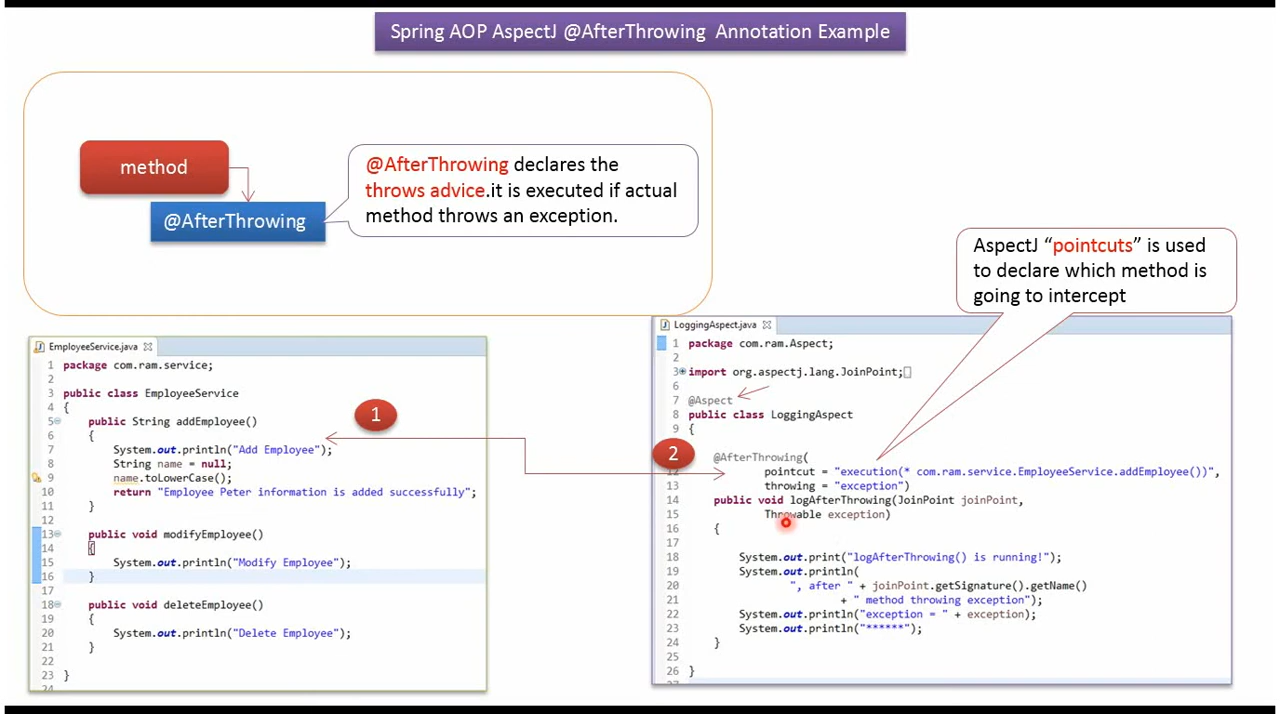 Spring AOP AspectJ @AfterThrowing Annotation Example
method
@AfterThrowing
@AfterThrowing declares the
throws advice.it is executed if actual
method throws an exception.
AspectJ “pointcuts” is used
to declare which method is
going to intercept
EmployeeService.java
1 package com.ram.service;
2
3 public class EmployeeService
4 {
5 public String addEmployee()
6 {
7 System.out.println("Add Employee");
8 String name = null;
9 name.toLowerCase();
10 return "Employee Peter information is added successfully";
11 }
12
13 public void modifyEmployee()
14 {
15 System.out.println("Modify Employee");
16 }
17
18 public void deleteEmployee()
19 {
20 System.out.println("Delete Employee");
21 }
22
23 }
24
1
2
LoggingAspect.java
1 package com.ram.Aspect;
2
3 import org.aspectj.lang.JoinPoint;
6
7 @Aspect
8 public class LoggingAspect
9 {
@AfterThrowing(
12 pointcut = "execution(* com.ram.service.EmployeeService.addEmployee())",
13 throwing = "exception")
14 public void logAfterThrowing(JoinPoint joinPoint,
15 Throwable exception)
16 {
17
18 System.out.print("logAfterThrowing() is running!");
19 System.out.println(
20 ", after " + joinPoint.getSignature().getName()
21 + " method throwing exception");
22 System.out.println("exception = " + exception);
23 System.out.println("******");
24 }
25
26 }
27